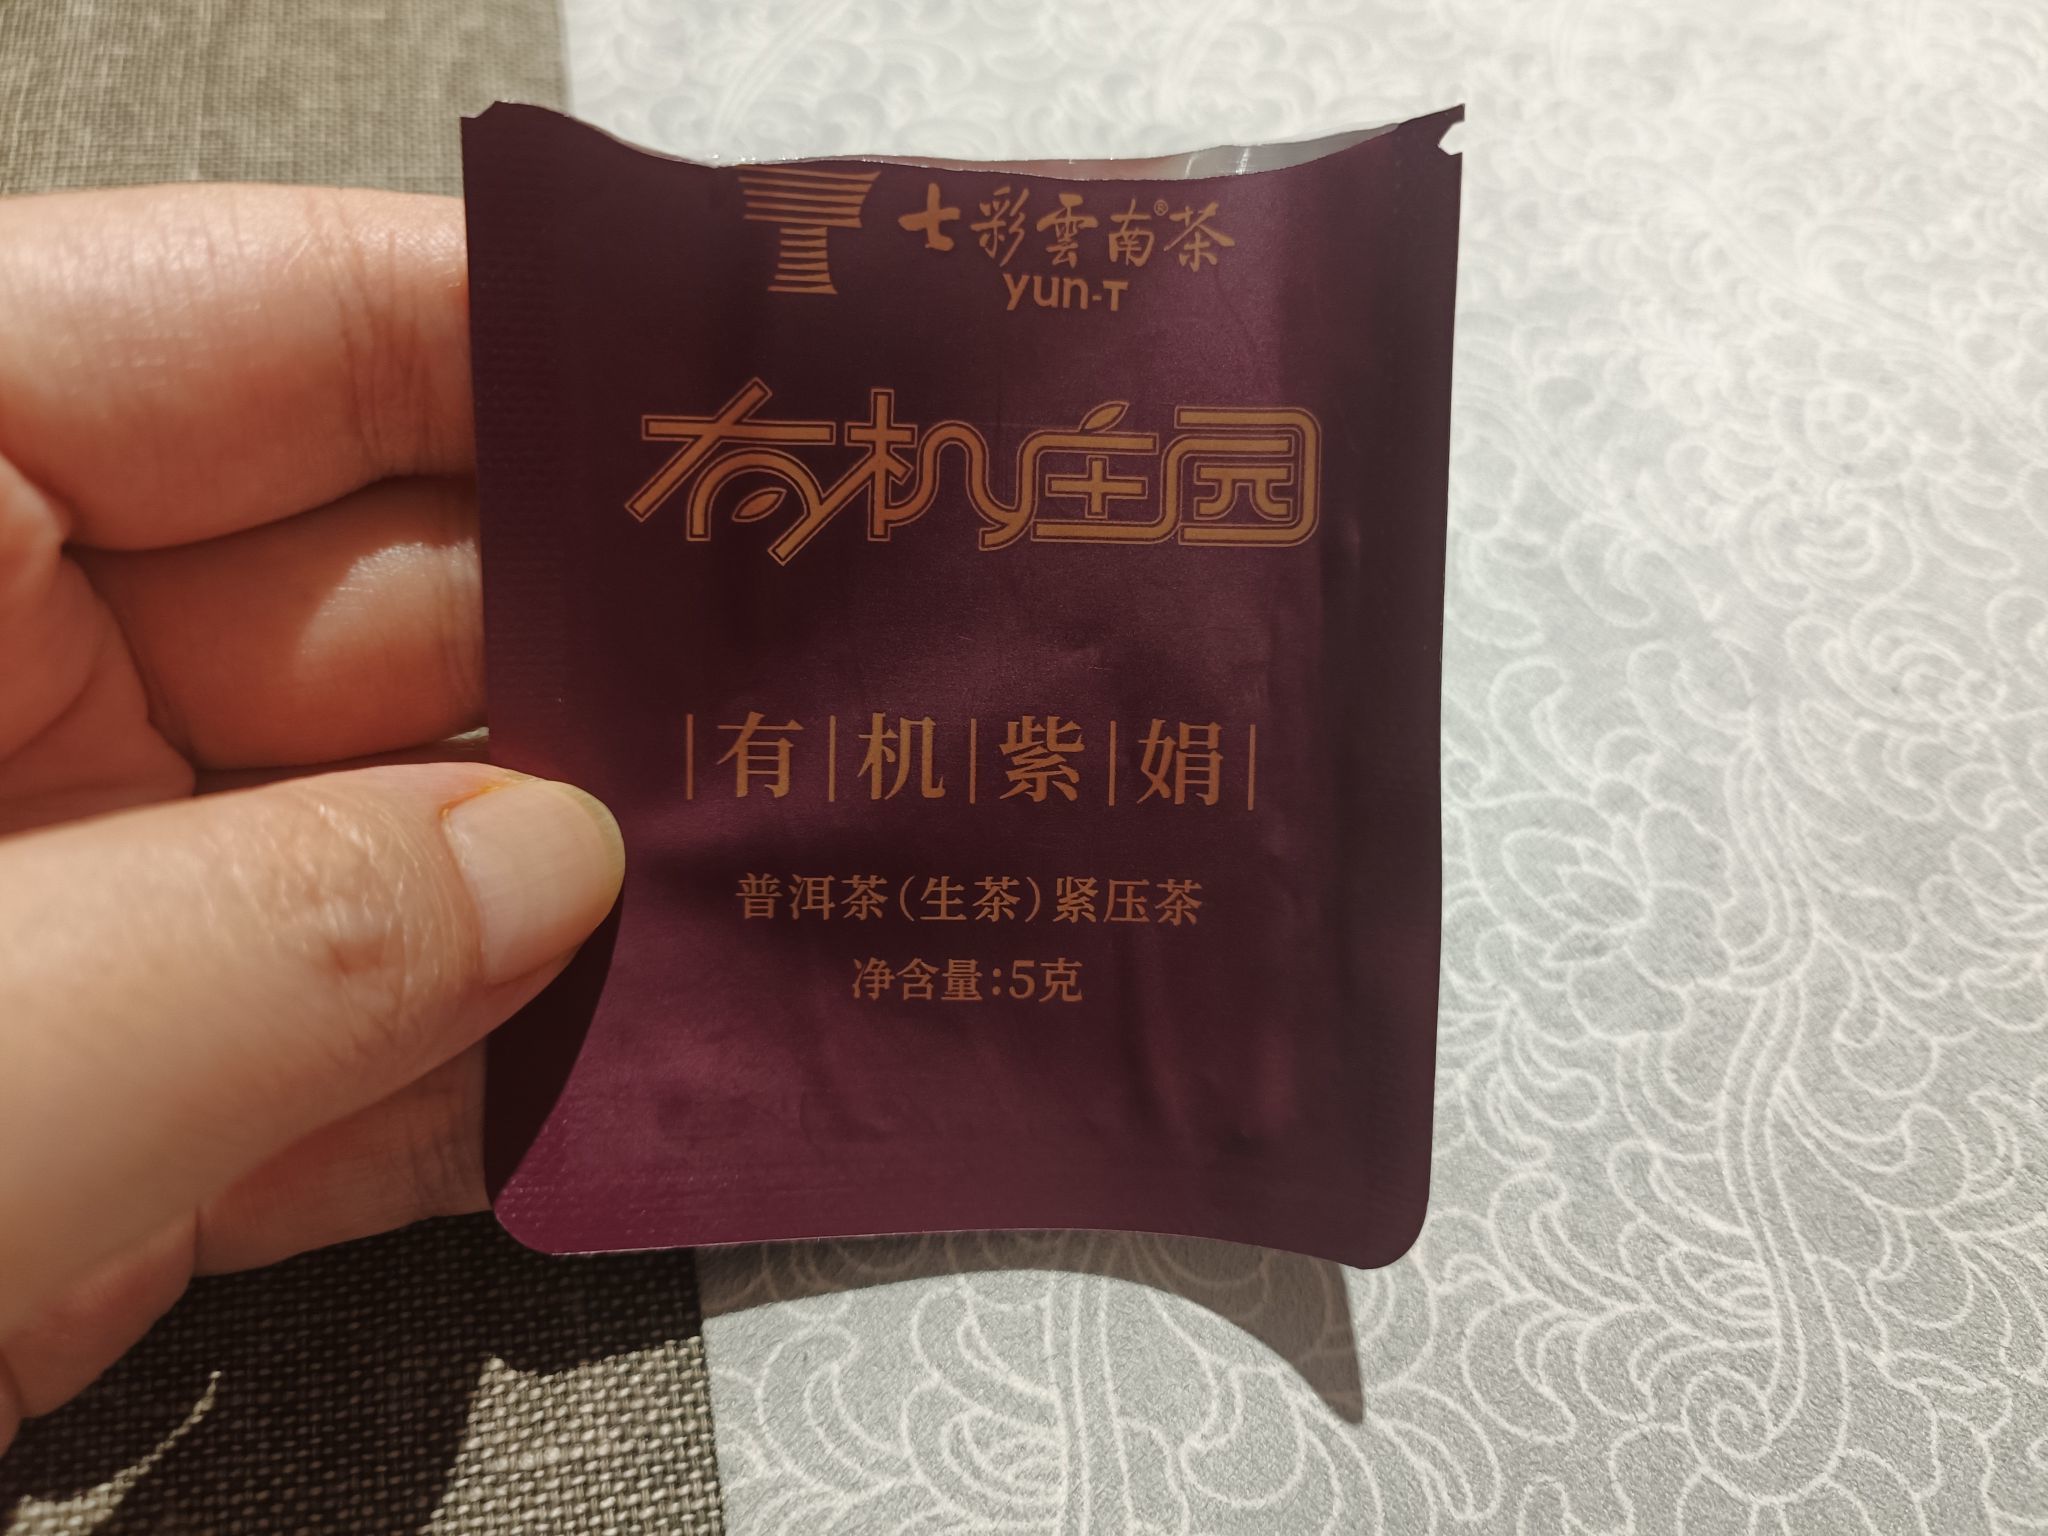 七彩雲南®茶
yun-T
有机庄园
有机紫娟
普洱茶(生茶)紧压茶
净含量:5克